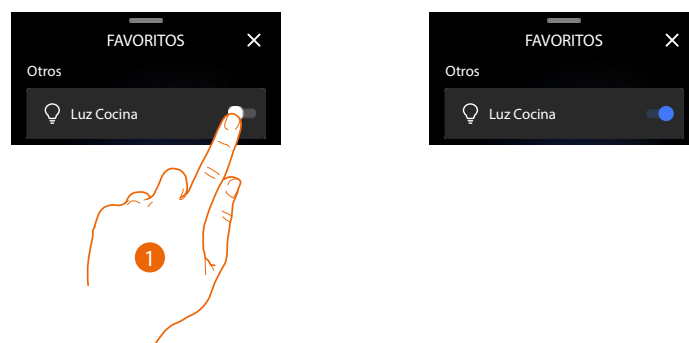 FAVORITOS
Otros
Luz Cocina
1
FAVORITOS
Otros
Luz Cocina